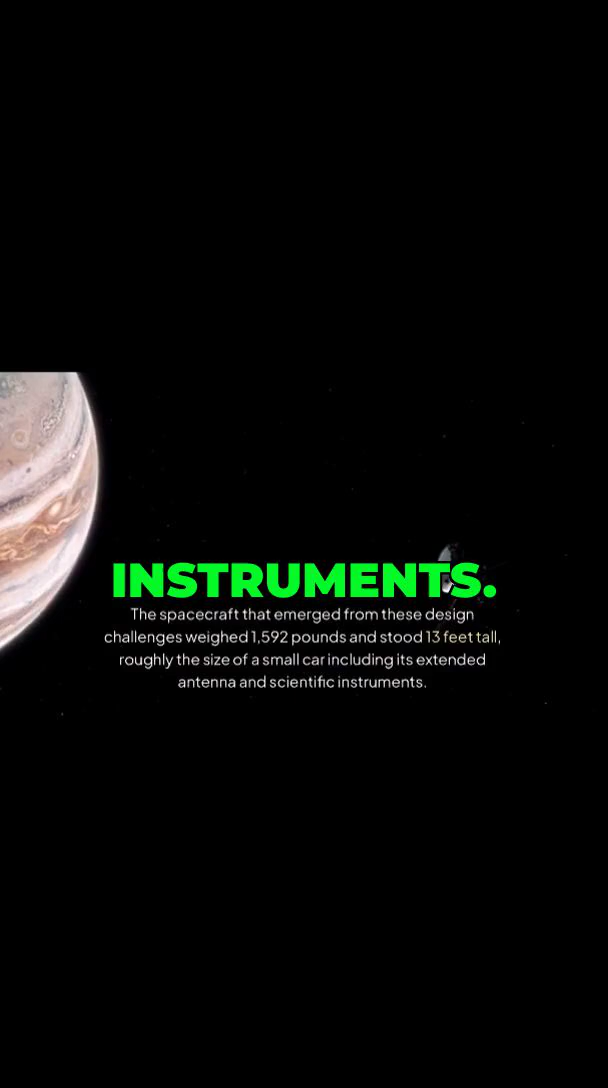 INSTRUMENTS.
The spacecraft that emerged from these design
challenges weighed 1,592 pounds and stood 13 feet tall,
roughly the size of a small car including its extended
antenna and scientific instruments.